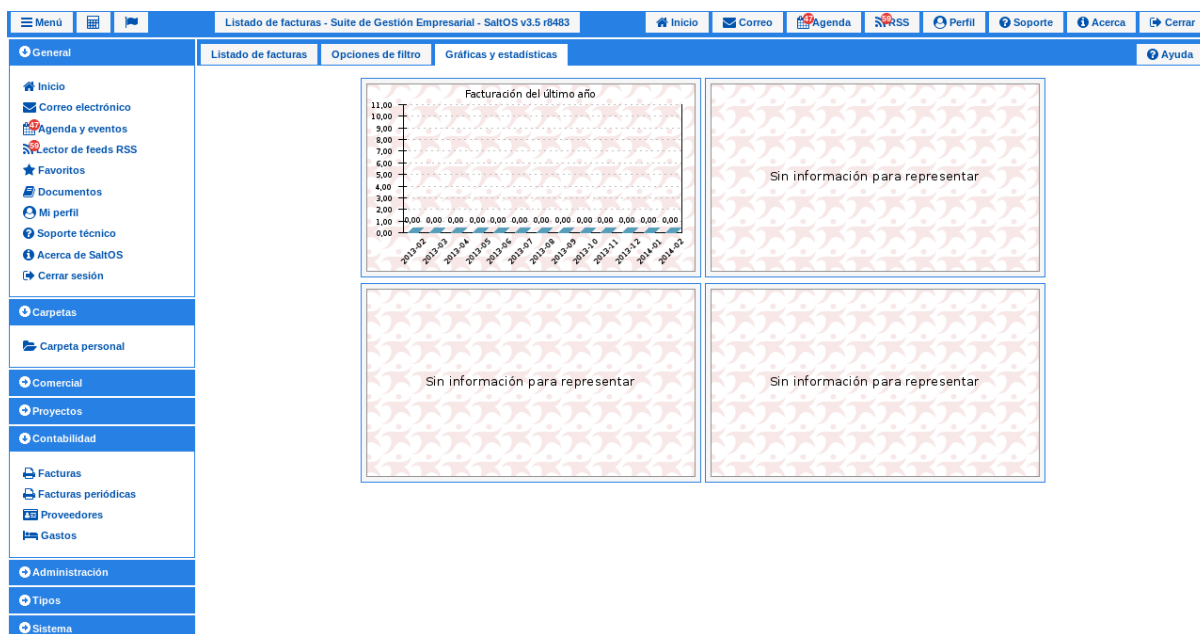 Menú
Listado de facturas - Suite de Gestión Empresarial - SaltOS v3.5 r8483
Inicio
Correo
47
Agenda
59
RSS
Perfil
Soporte
Acerca
Cerrar
General
Inicio
Correo electrónico
47
Agenda y eventos
59
Lector de feeds RSS
Favoritos
Documentos
Mi perfil
Soporte técnico
Acerca de SaltOS
Cerrar sesión
Carpetas
Carpeta personal
Comercial
Proyectos
Contabilidad
Facturas
Facturas periódicas
Proveedores
Gastos
Administración
Tipos
Sistema
Listado de facturas
Opciones de filtro
Gráficas y estadísticas
Ayuda
Facturación del último año
11,00
10,00
9,00
8,00
7,00
6,00
5,00
4,00
3,00
2,00
1,00
0,00
0,00 0,00 0,00 0,00 0,00 0,00 0,00 0,00 0,00 0,00 0,00 0,00 0,00
2013-02 2013-03 2013-04 2013-05 2013-06 2013-07 2013-08 2013-09 2013-10 2013-11 2013-12 2014-01 2014-02
Sin información para representar
Sin información para representar
Sin información para representar